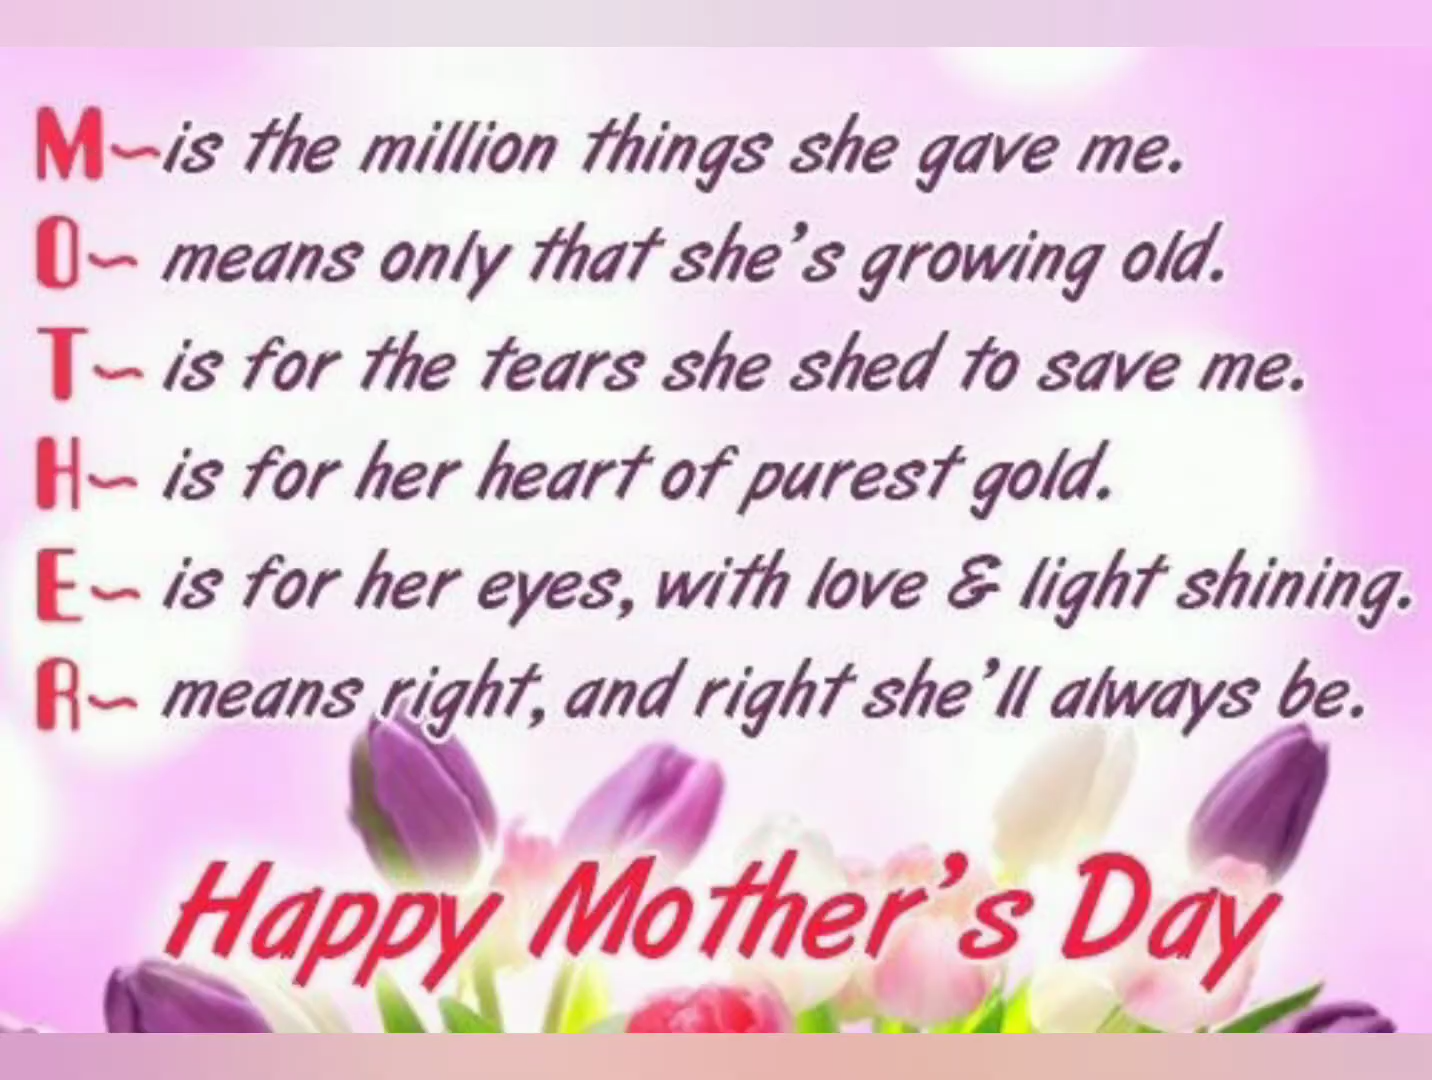 M~is the million things she gave me.
O~ means only that she's growing old.
T~ is for the tears she shed to save me.
H~ is for her heart of purest gold.
E~ is for her eyes, with love & light shining.
R~ means right, and right she'll always be.
Happy Mother's Day